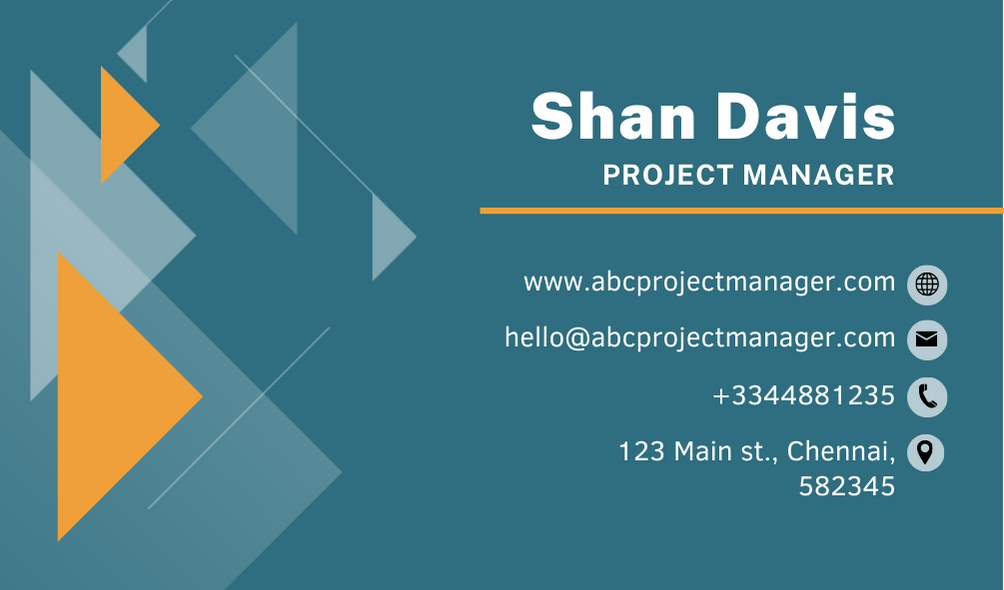 Shan Davis
PROJECT MANAGER
www.abcprojectmanager.com
hello@abcprojectmanager.com
+3344881235
123 Main st., Chennai,
582345